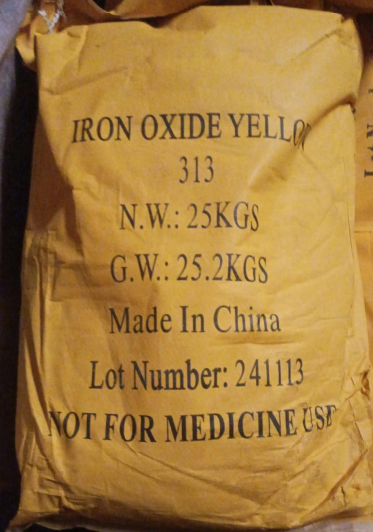 IRON OXIDE YELLO
313
N.W.: 25KGS
G.W.: 25.2KGS
Made In China
Lot Number: 241113
NOT FOR MEDICINE USE